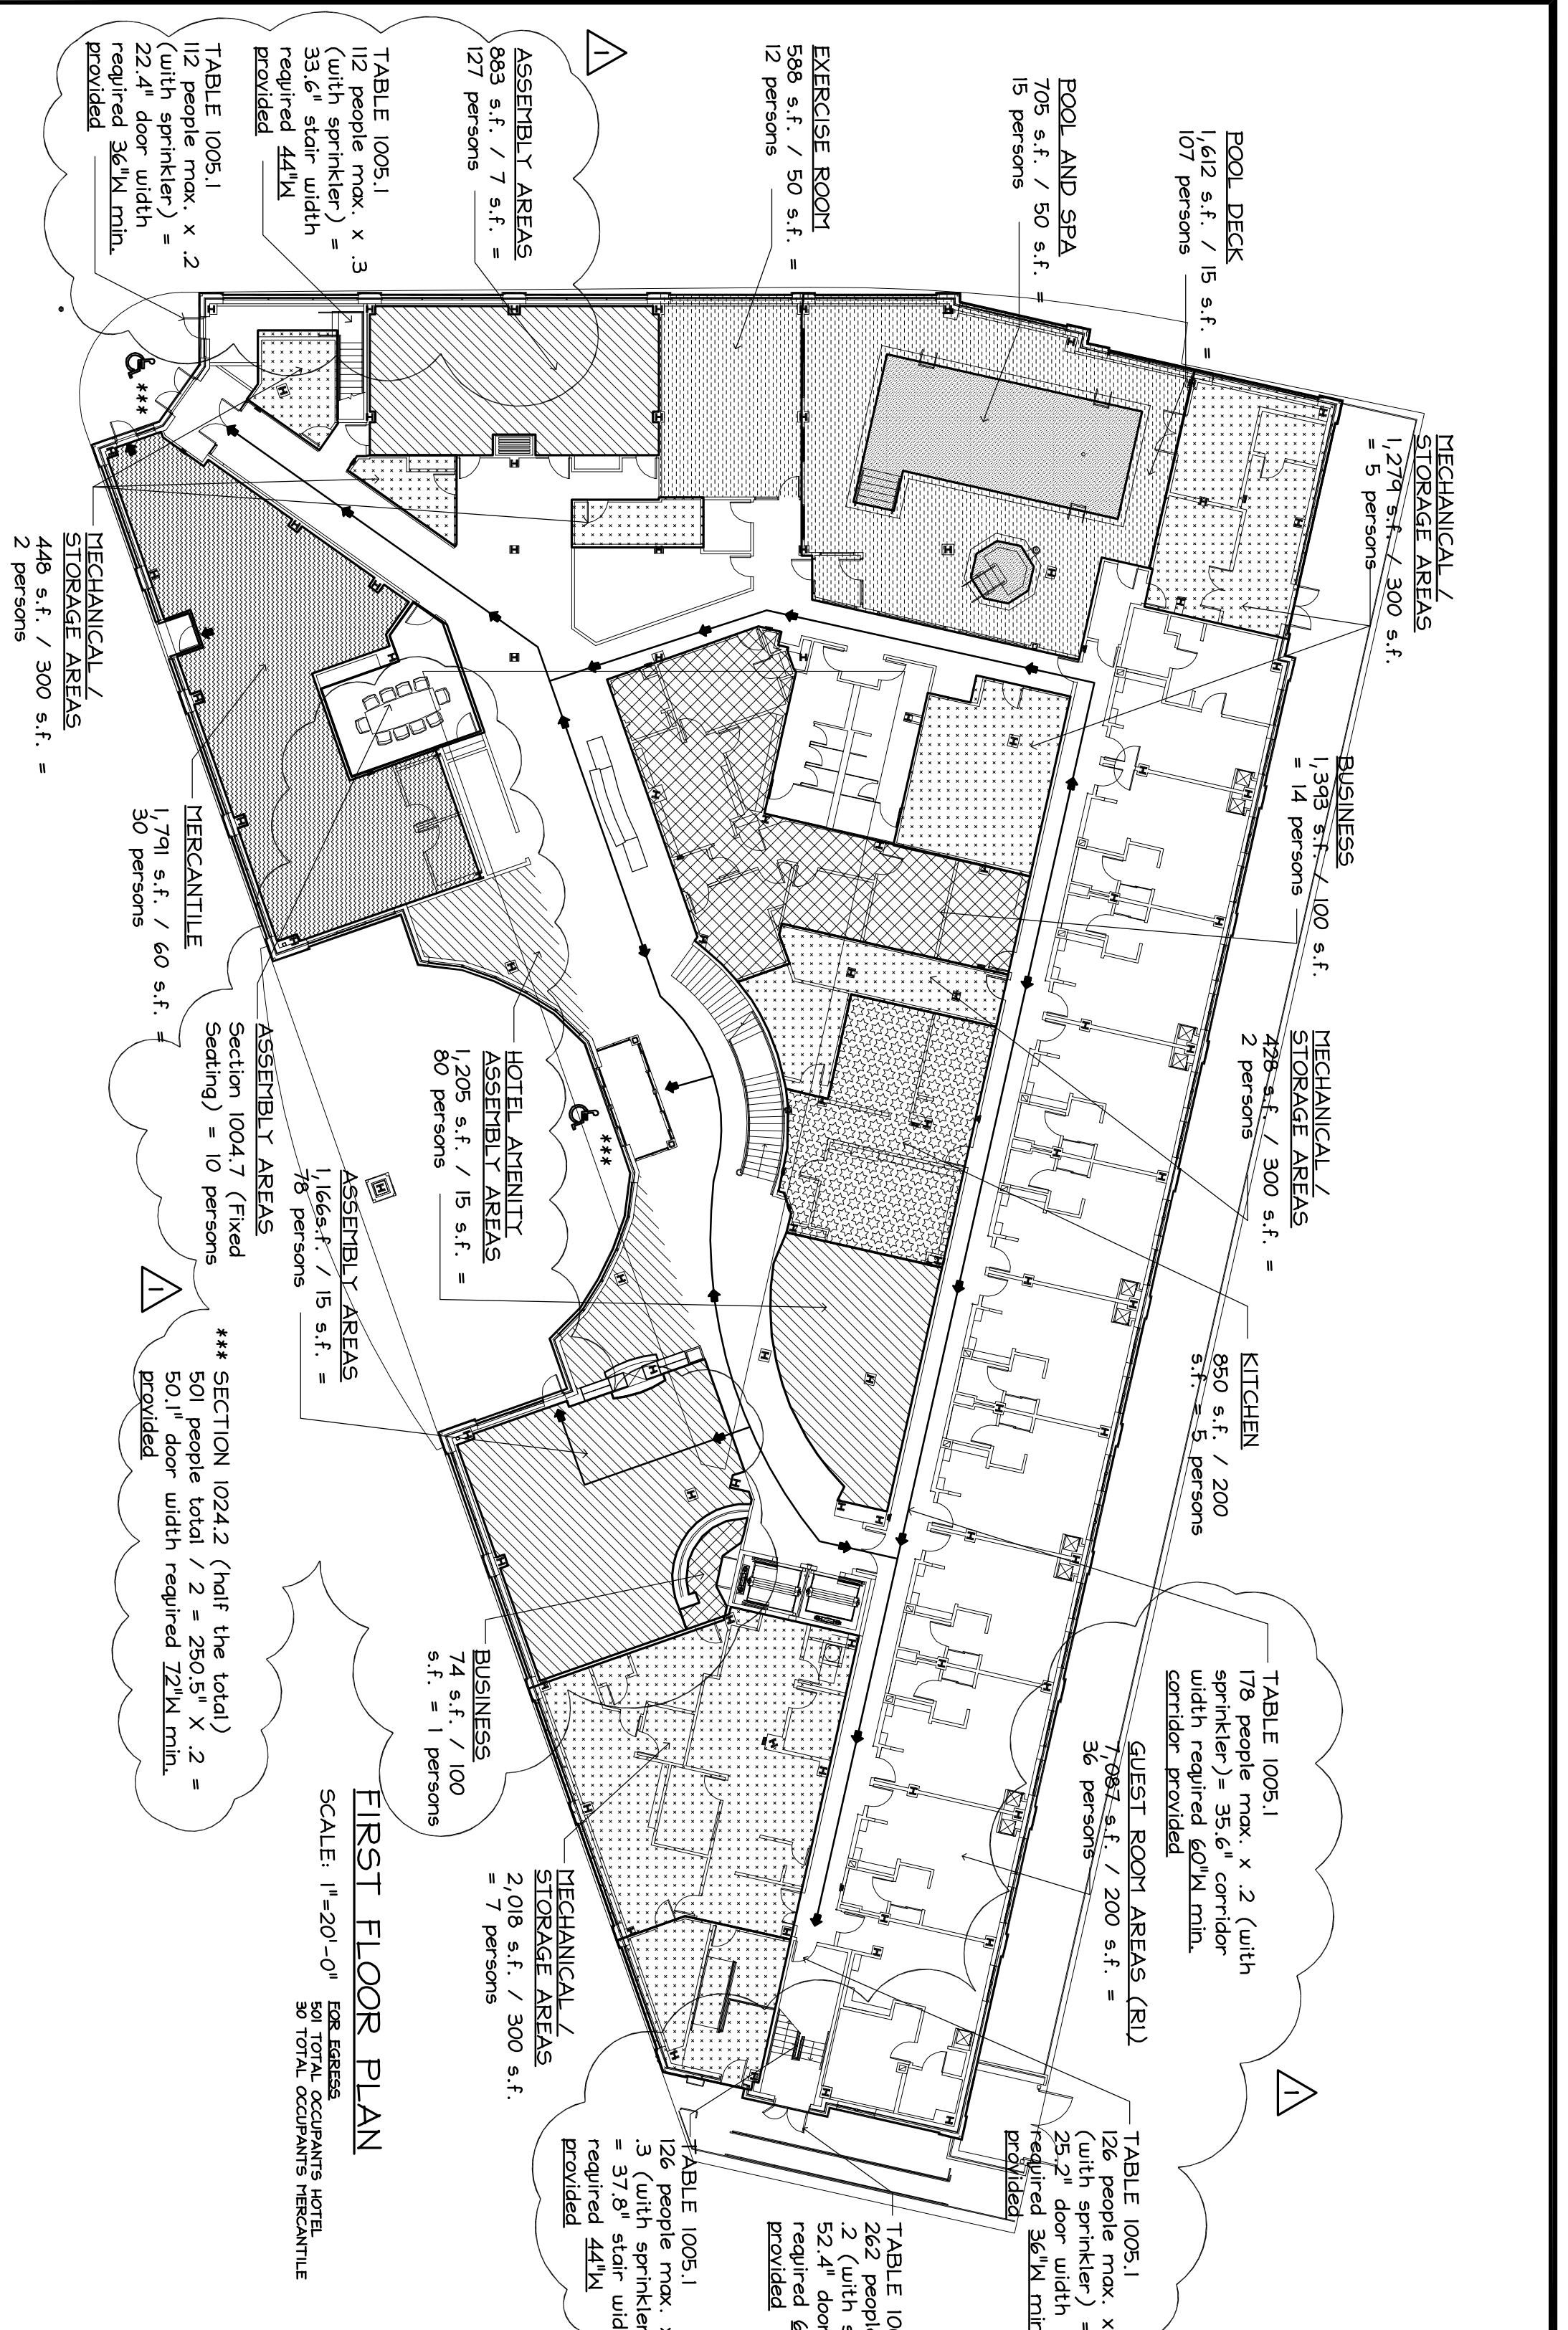 MECHANICAL /
STORAGE AREAS
1,279 s.f. / 300 s.f.
= 5 persons
BUSINESS
1,393 s.f. / 100 s.f.
= 14 persons
MECHANICAL /
STORAGE AREAS
428 s.f. / 300 s.f. =
2 persons
KITCHEN
850 s.f. / 200
s.f. = 5 persons
TABLE 1005.1
178 people max. x .2 (with
sprinkler)= 35.6" corridor
width required 60"W min.
corridor provided
1
POOL DECK
1,612 s.f. / 15 s.f. =
107 persons
POOL AND SPA
705 s.f. / 50 s.f. =
15 persons
GUEST ROOM AREAS (R1)
7,087 s.f. / 200 s.f. =
36 persons
TABLE 1005.1
126 people max. x
(with sprinkler) =
25.2" door width
required 36"W min
provided
EXERCISE ROOM
588 s.f. / 50 s.f. =
12 persons
TABLE
262 people
.2 (with
52.4" door
required
provided
1
ASSEMBLY AREAS
883 s.f. / 7 s.f. =
127 persons
TABLE 1005.1
126 people max.
.3 (with sprinkler
= 37.8" stair
required 44"W
provided
MECHANICAL /
STORAGE AREAS
2,018 s.f. / 300 s.f.
= 7 persons
HOTEL AMENITY
ASSEMBLY AREAS
1,205 s.f. / 15 s.f. =
80 persons
BUSINESS
74 s.f. / 100
s.f. = 1 persons
TABLE 1005.1
112 people max. x .3
(with sprinkler) =
33.6" stair width
required 44"W
provided
***
ASSEMBLY AREAS
1,166s.f. / 15 s.f. =
78 persons
TABLE 1005.1
112 people max. x .2
(with sprinkler) =
22.4" door width
required 36"W min.
provided
***
MERCANTILE
1,791 s.f. / 60 s.f. =
30 persons
ASSEMBLY AREAS
Section 1004.7 (Fixed
Seating) = 10 persons
MECHANICAL /
STORAGE AREAS
448 s.f. / 300 s.f. =
2 persons
1
*** SECTION 1024.2 (half the total)
501 people total / 2 = 250.5" X .2 =
50.1" door width required 72"W min.
provided
FIRST FLOOR PLAN
SCALE: 1"=20'-0"
FOR EGRESS
501 TOTAL OCCUPANTS HOTEL
30 TOTAL OCCUPANTS MERCANTILE